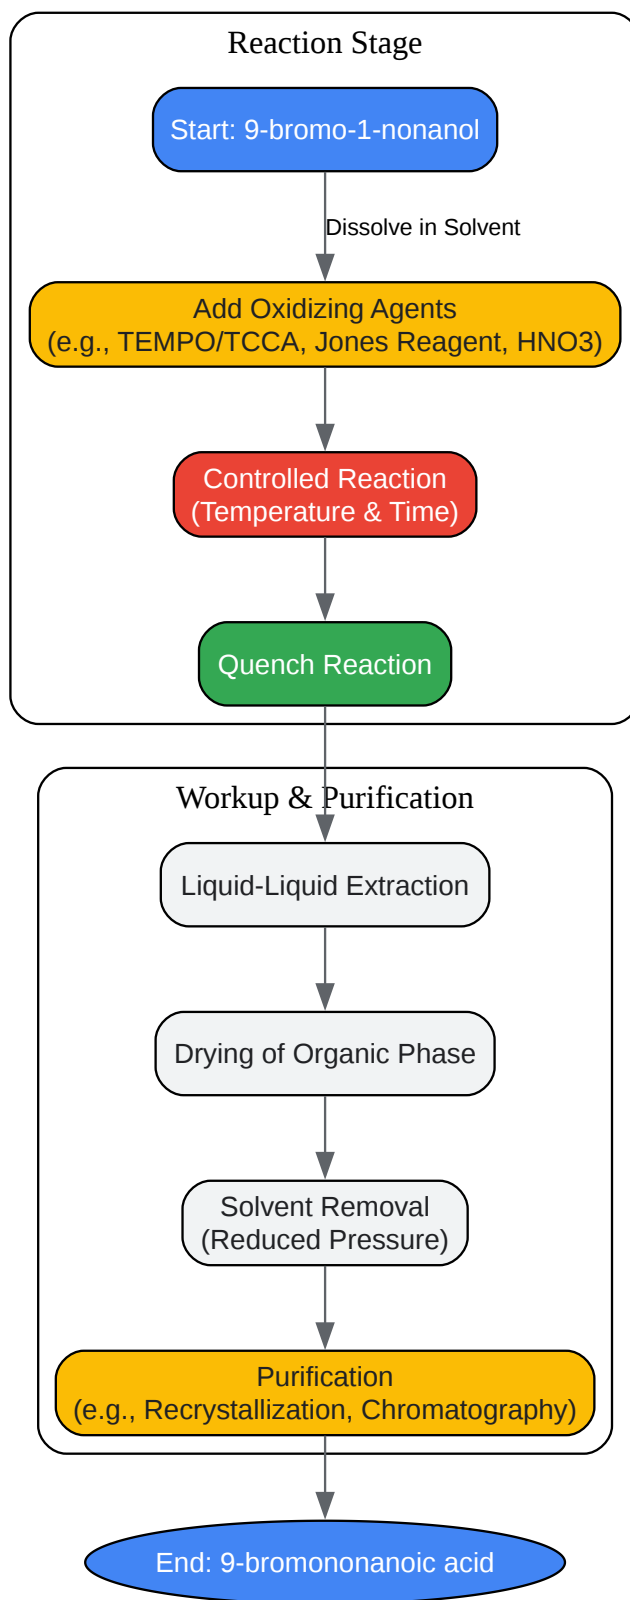 Reaction Stage
Start: 9-bromo-1-nonanol
Dissolve in Solvent
Add Oxidizing Agents
(e.g., TEMPO/TCCA, Jones Reagent, HNO3)
Controlled Reaction
(Temperature & Time)
Quench Reaction
Workup & Purification
Liquid-Liquid Extraction
Drying of Organic Phase
Solvent Removal
(Reduced Pressure)
Purification
(e.g., Recrystallization, Chromatography)
End: 9-bromononanoic acid